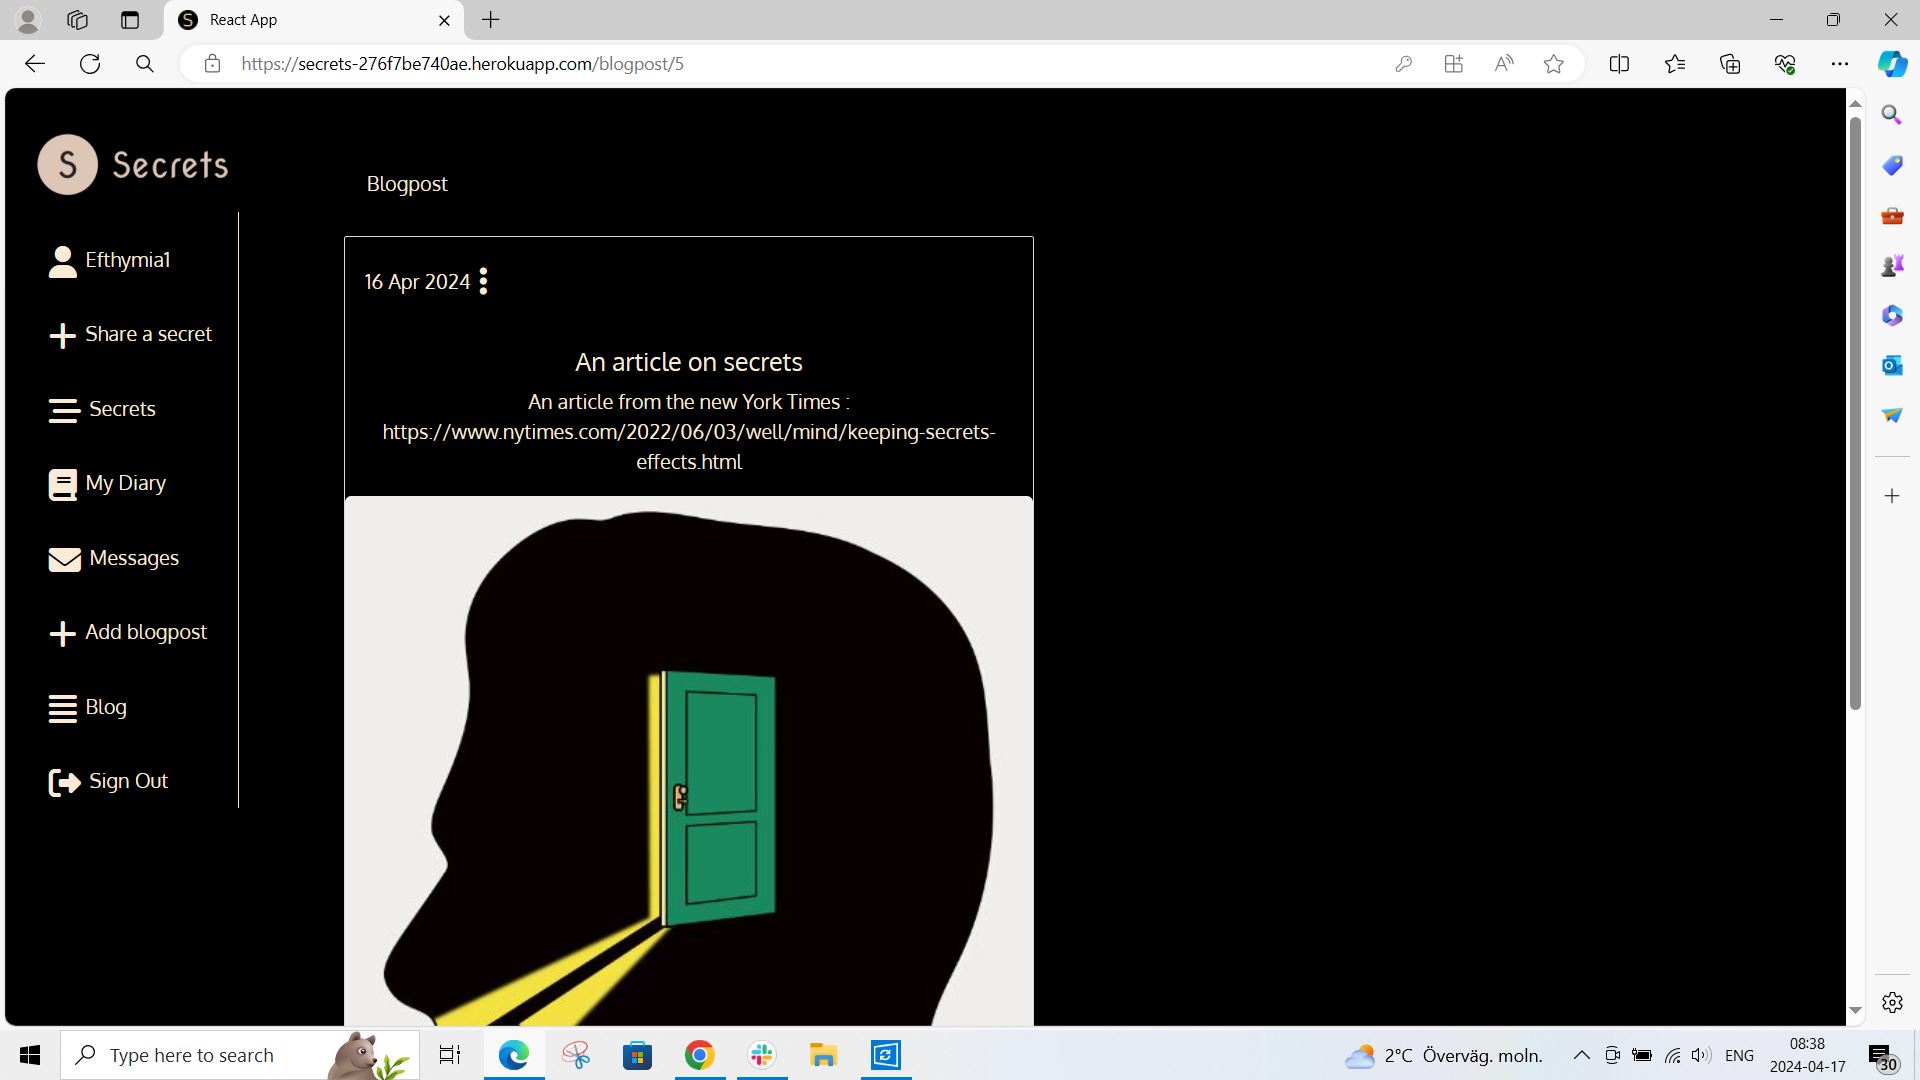 React App
https://secrets-276f7be740ae.herokuapp.com/blogpost/5
S Secrets
Efthymia1
Share a secret
Secrets
My Diary
Messages
Add blogpost
Blog
Sign Out
Blogpost
16 Apr 2024
An article on secrets
An article from the new York Times :
https://www.nytimes.com/2022/06/03/well/mind/keeping-secrets-
effects.html
Type here to search
2°C Överväg. moln.
ENG
08:38
2024-04-17
30